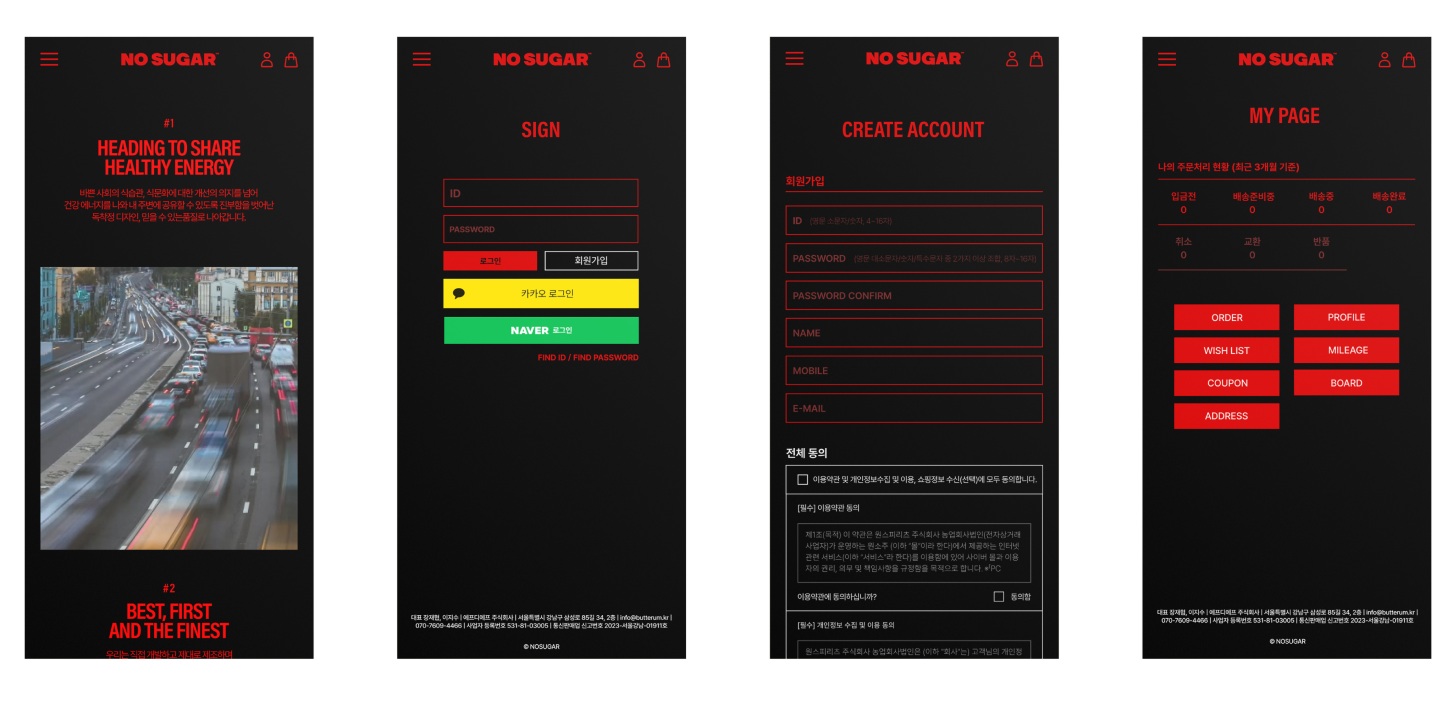 NO SUGAR
#1
HEADING TO SHARE
HEALTHY ENERGY
바쁜 사회의 식습관, 식문화에 대한 개선의 의지를 넘어
건강 에너지를 나와 내 주변에 공유할 수 있도록 진부함을 벗어난
독창적 디자인, 믿을 수 있는품질로 나아갑니다.
#2
BEST, FIRST
AND THE FINEST
우리는 직접 개발하고 제대로 제조하며
NO SUGAR
SIGN
ID
PASSWORD
로그인
회원가입
카카오 로그인
NAVER 로그인
FIND ID / FIND PASSWORD
대표 장재혐, 이지수 | 에프디에프 주식회사 | 서울특별시 강남구 삼성로 85길 34, 2층 | info@butterum.kr |
070-7609-4466 | 사업자 등록번호 531-81-03005 | 통신판매업 신고번호 2023-서울강남-01911호
© NOSUGAR
NO SUGAR
CREATE ACCOUNT
회원가입
ID (영문 소문자/숫자, 4~16자)
PASSWORD (영문 대소문자/숫자/특수문자 중 2가지 이상 조합, 8자~16자)
PASSWORD CONFIRM
NAME
MOBILE
E-MAIL
전체 동의
이용약관 및 개인정보수집 및 이용, 쇼핑정보 수신(선택)에 모두 동의합니다.
[필수] 이용약관 동의
제1조(목적) 이 약관은 원스피리츠 주식회사 농업회사법인(전자상거래
사업자)가 운영하는 원소주 (이하 "몰"이라 한다)에서 제공하는 인터넷
관련 서비스(이하 "서비스"라 한다)를 이용함에 있어 사이버 몰과 이용
자의 권리, 의무 및 책임사항을 규정함을 목적으로 합니다. ※「PC
이용약관에 동의하십니까?
동의함
[필수] 개인정보 수집 및 이용 동의
원스피리츠 주식회사 농업회사법인은 (이하 "회사"는) 고객님의 개인정
NO SUGAR
MY PAGE
나의 주문처리 현황 (최근 3개월 기준)
입금전 배송준비중 배송중 배송완료
0 0 0 0
취소 교환 반품
0 0 0
ORDER PROFILE
WISH LIST MILEAGE
COUPON BOARD
ADDRESS
대표 장재혐, 이지수 | 에프디에프 주식회사 | 서울특별시 강남구 삼성로 85길 34, 2층 | info@butterum.kr |
070-7609-4466 | 사업자 등록번호 531-81-03005 | 통신판매업 신고번호 2023-서울강남-01911호
© NOSUGAR